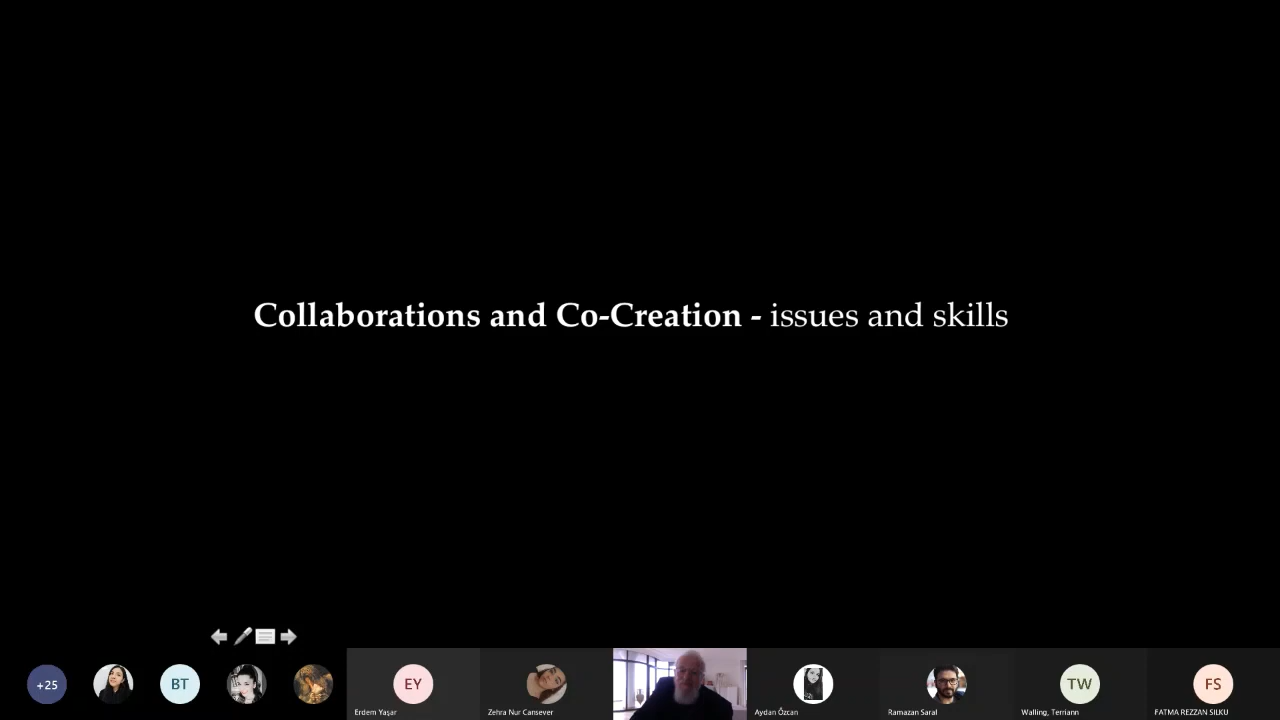 Collaborations and Co-Creation - issues and skills
+25
BT
EY
Erdem Yaşar
Zehra Nur Cansever
Aydan Özcan
Ramazan Saral
TW
Walling, Terriann
FS
FATMA REZZAN SILKU